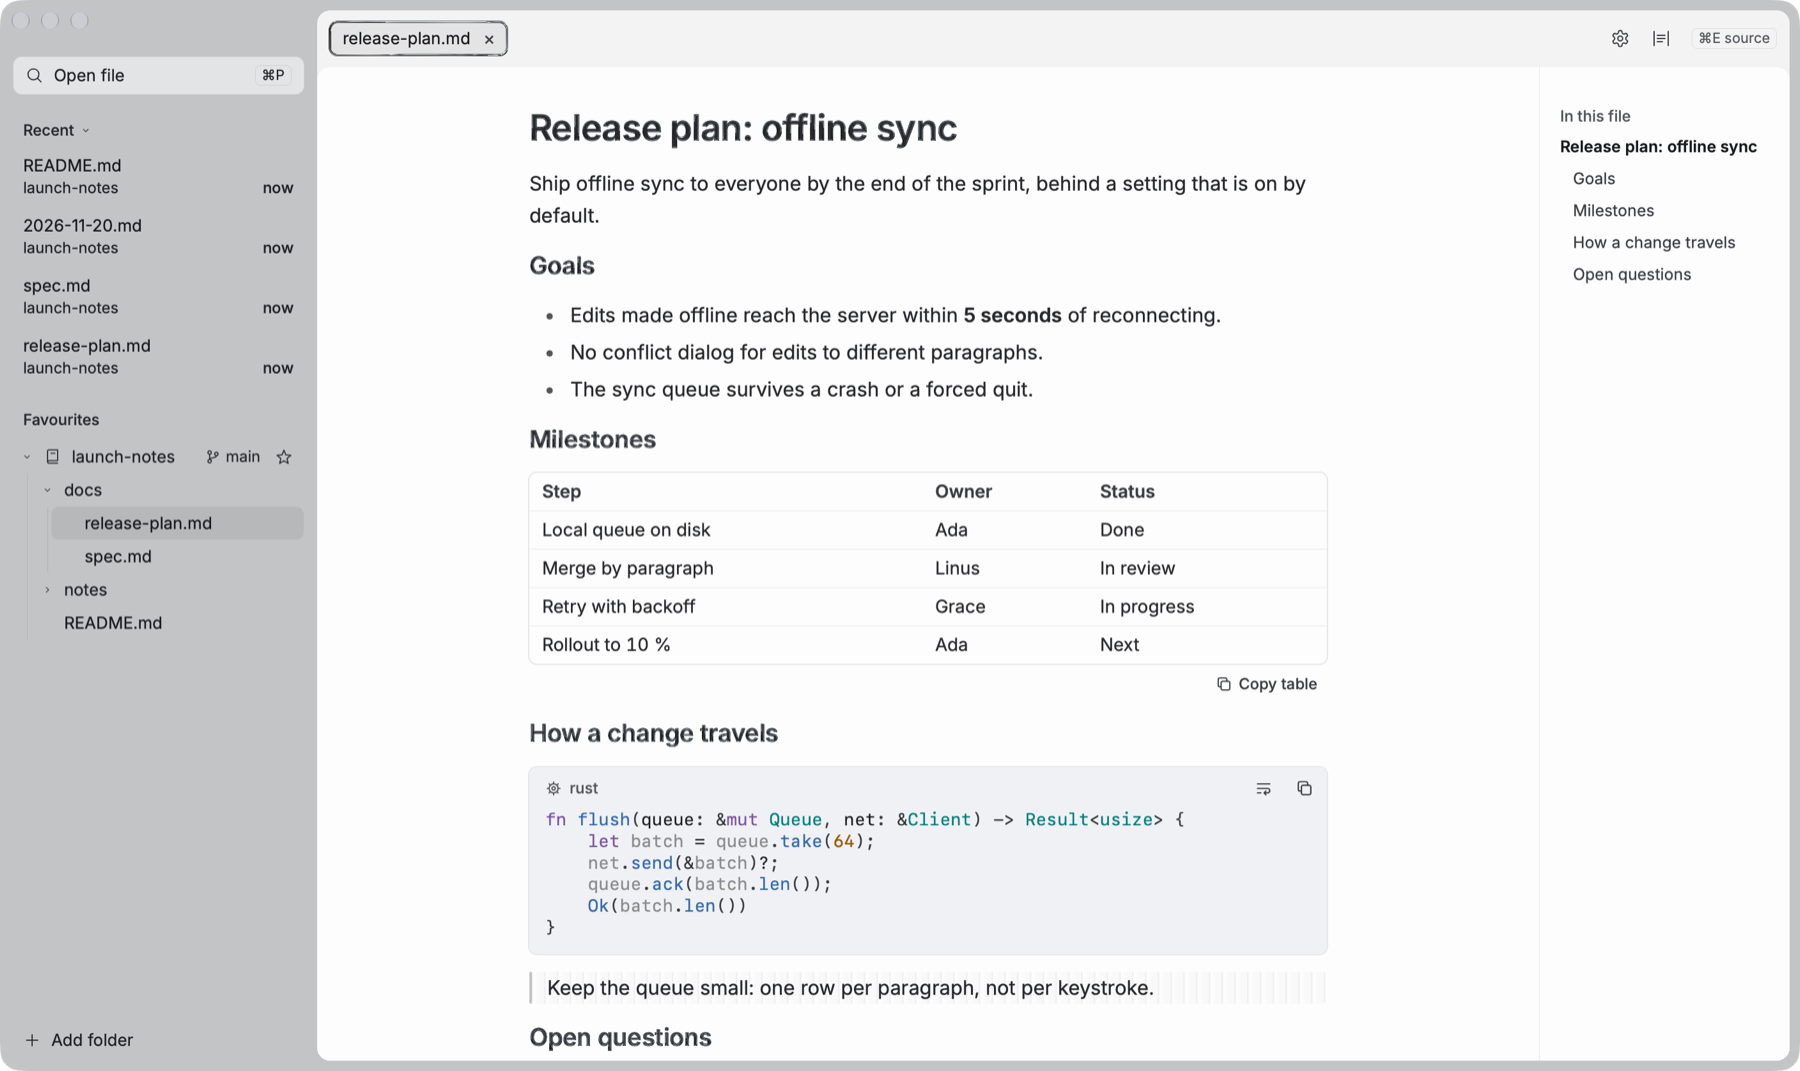 Open file ⌘P
Recent
README.md
launch-notes now
2026-11-20.md
launch-notes now
spec.md
launch-notes now
release-plan.md
launch-notes now
Favourites
launch-notes main
docs
release-plan.md
spec.md
notes
README.md
+ Add folder
release-plan.md ×
⌘E source
Release plan: offline sync
Ship offline sync to everyone by the end of the sprint, behind a setting that is on by
default.
Goals
• Edits made offline reach the server within 5 seconds of reconnecting.
• No conflict dialog for edits to different paragraphs.
• The sync queue survives a crash or a forced quit.
Milestones
Step Owner Status
Local queue on disk Ada Done
Merge by paragraph Linus In review
Retry with backoff Grace In progress
Rollout to 10 % Ada Next
Copy table
How a change travels
rust
fn flush(queue: &mut Queue, net: &Client) -> Result<usize> {
    let batch = queue.take(64);
    net.send(&batch)?;
    queue.ack(batch.len());
    Ok(batch.len())
}
Keep the queue small: one row per paragraph, not per keystroke.
Open questions
In this file
Release plan: offline sync
Goals
Milestones
How a change travels
Open questions